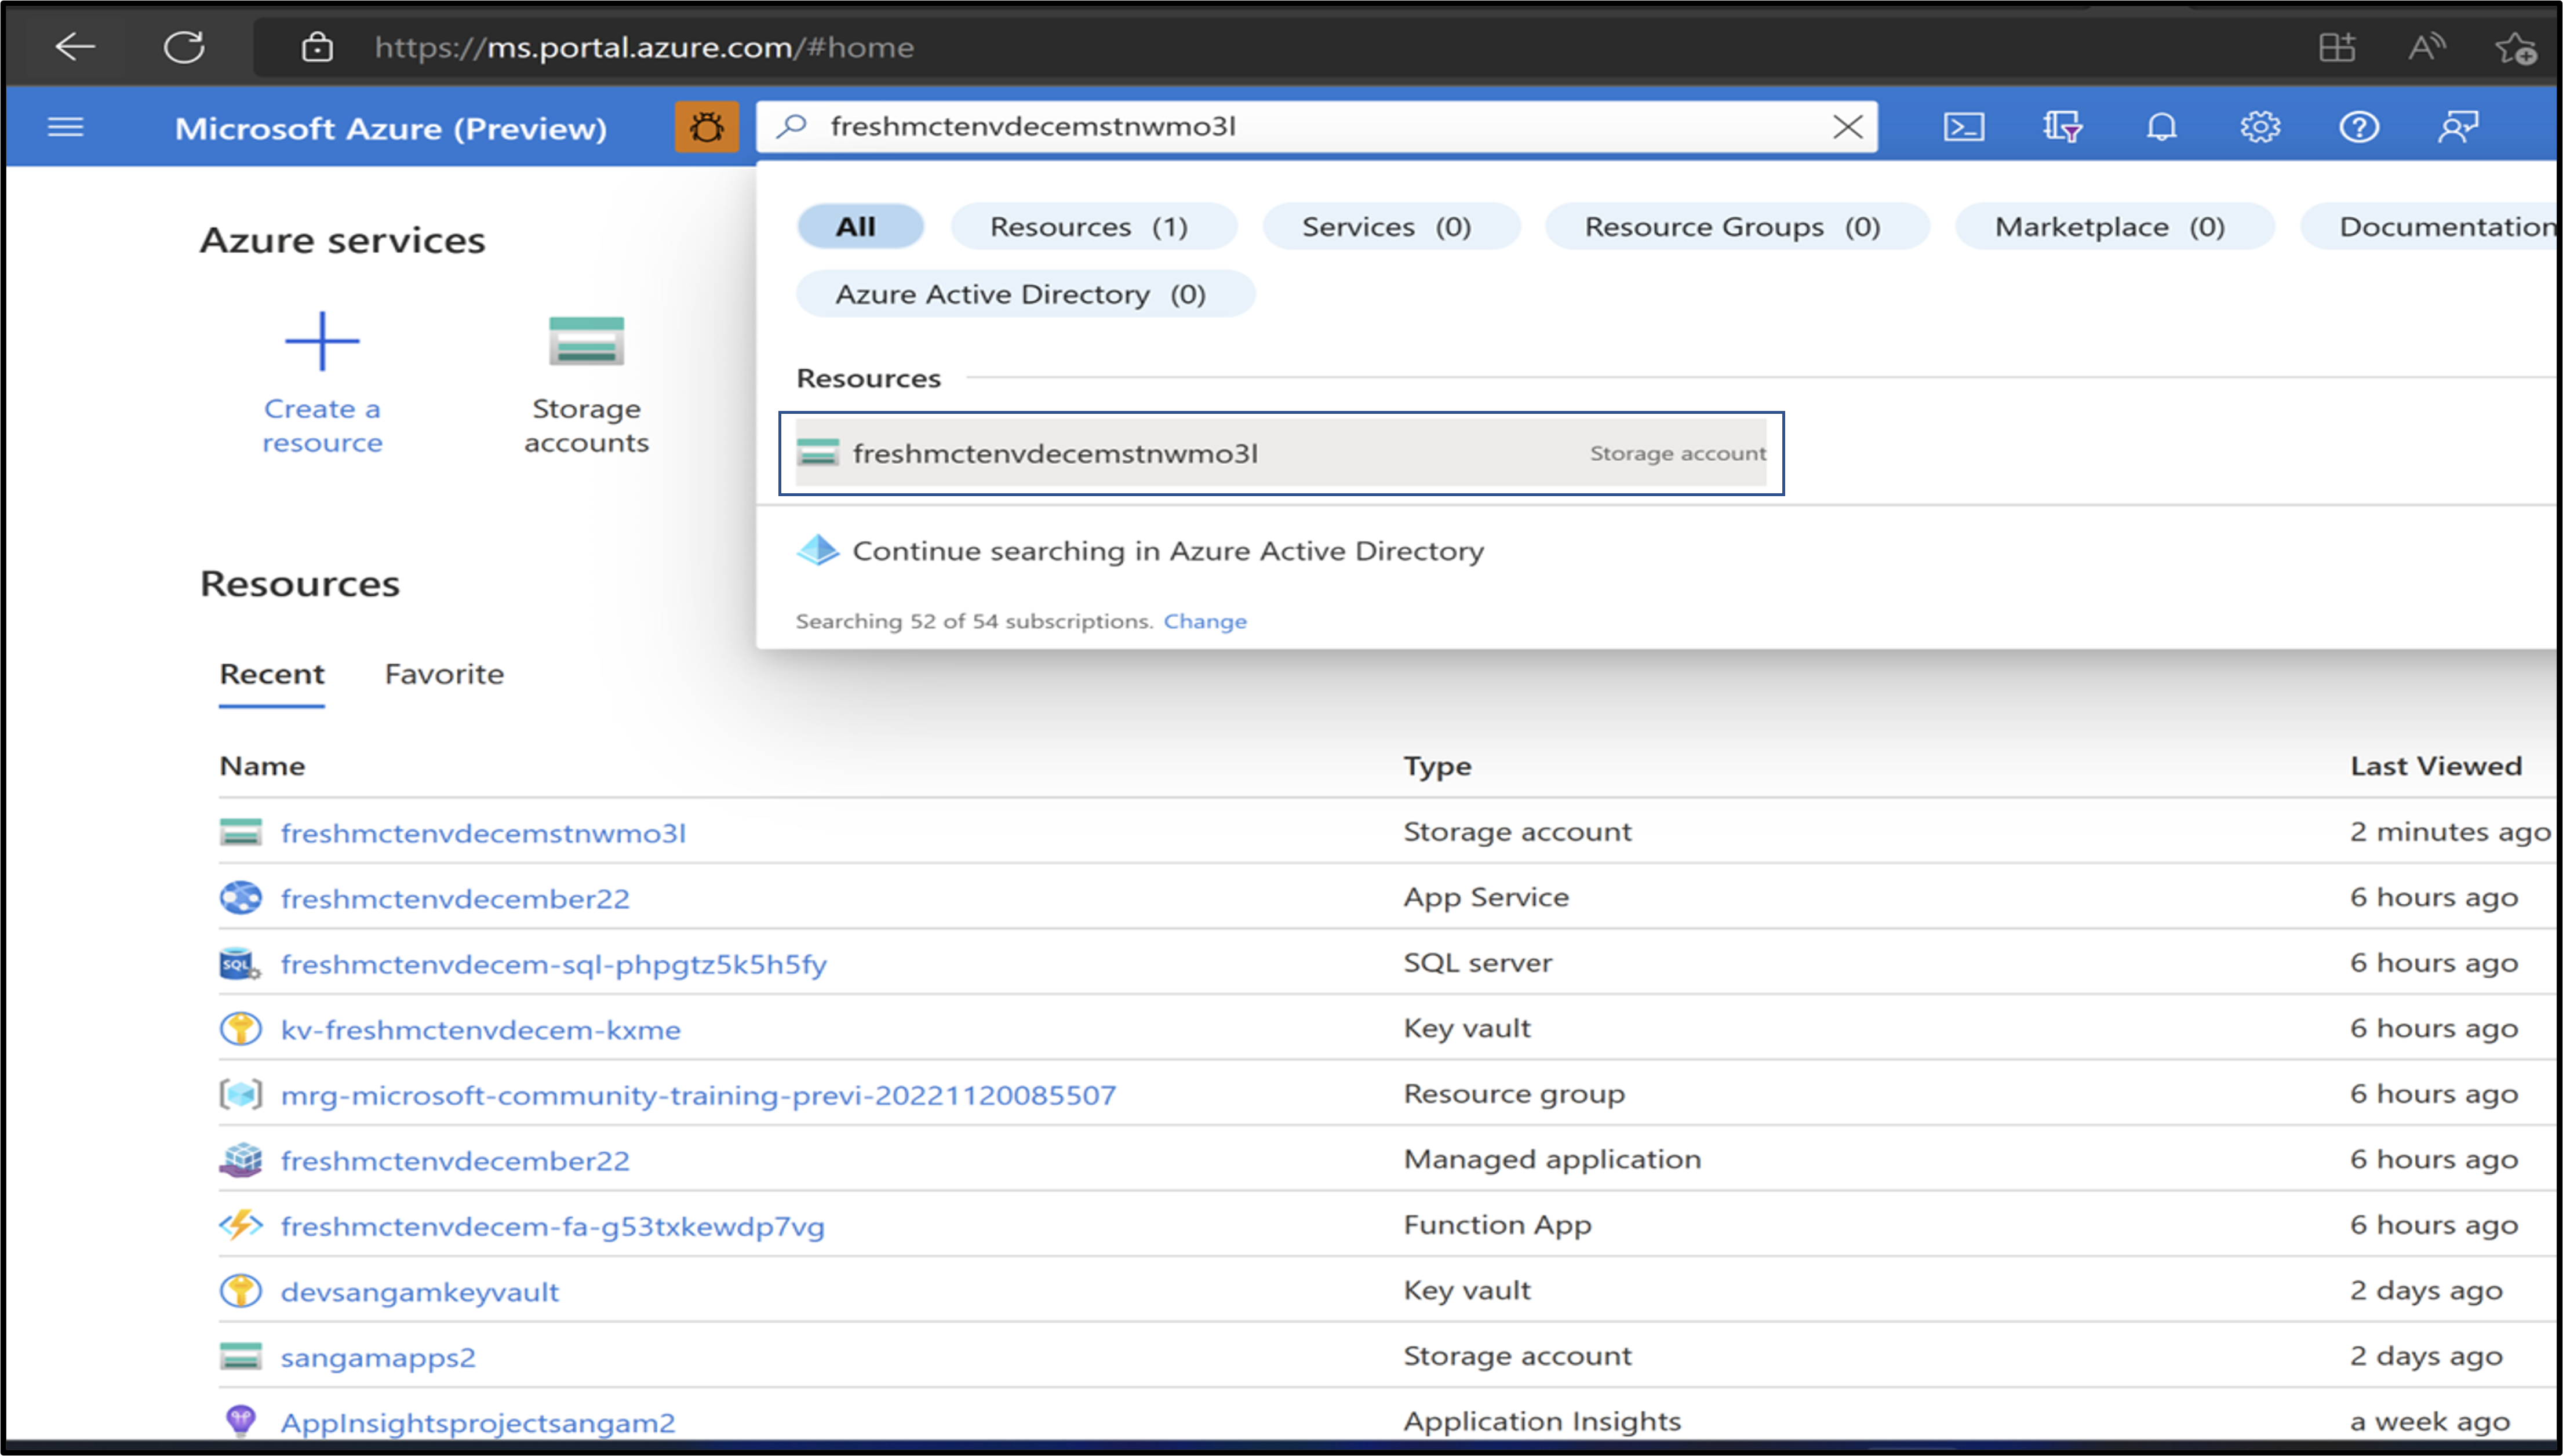 https://ms.portal.azure.com/#home
Microsoft Azure (Preview)
freshmctenvdecemstnwmo3l
All
Resources (1)
Services (0)
Resource Groups (0)
Marketplace (0)
Documentation
Azure Active Directory (0)
Azure services
Create a
resource
Storage
accounts
Resources
freshmctenvdecemstnwmo3l Storage account
Continue searching in Azure Active Directory
Searching 52 of 54 subscriptions. Change
Resources
Recent Favorite
Name Type Last Viewed
freshmctenvdecemstnwmo3l Storage account 2 minutes ago
freshmctenvdecember22 App Service 6 hours ago
SQL freshmctenvdecem-sql-phpgtz5k5h5fy SQL server 6 hours ago
kv-freshmctenvdecem-kxme Key vault 6 hours ago
mrg-microsoft-community-training-previ-20221120085507 Resource group 6 hours ago
freshmctenvdecember22 Managed application 6 hours ago
freshmctenvdecem-fa-g53txkewdp7vg Function App 6 hours ago
devsangamkeyvault Key vault 2 days ago
sangamapps2 Storage account 2 days ago
AppInsightsprojectsangam2 Application Insights a week ago